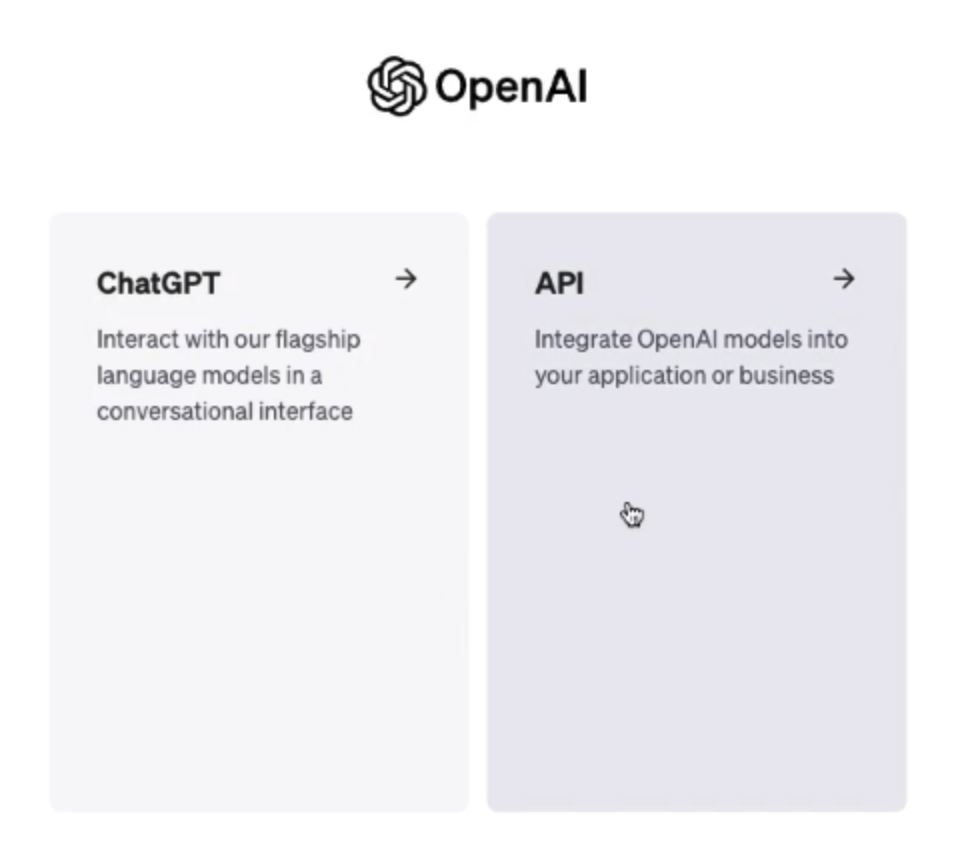 OpenAI
ChatGPT
Interact with our flagship
language models in a
conversational interface
API
Integrate OpenAI models into
your application or business